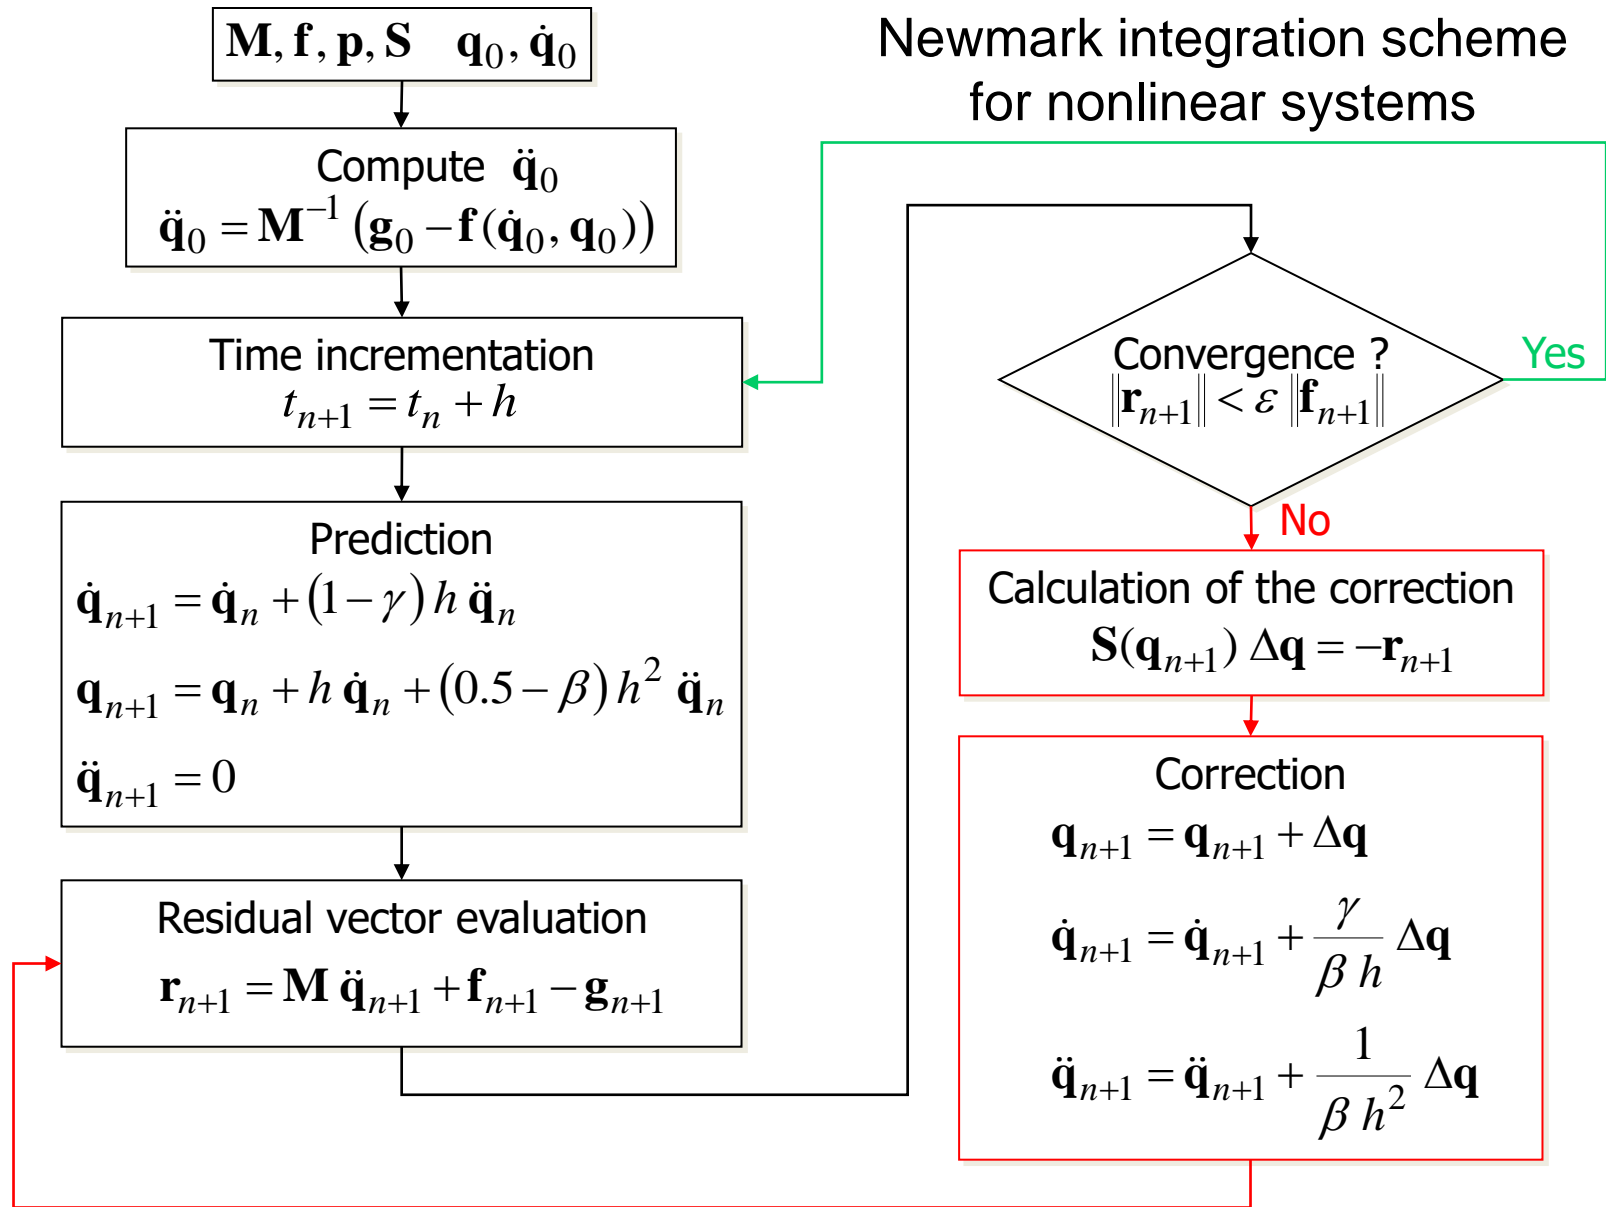 Newmark integration scheme
for nonlinear systems
M, f, p, S q₀, q̇₀
Compute q̈₀
q̈₀ = M⁻¹ (g₀ − f(q̇₀, q₀))
Time incrementation
tₙ₊₁ = tₙ + h
Prediction
q̇ₙ₊₁ = q̇ₙ + (1 − γ) h q̈ₙ
qₙ₊₁ = qₙ + h q̇ₙ + (0.5 − β) h² q̈ₙ
q̈ₙ₊₁ = 0
Residual vector evaluation
rₙ₊₁ = M q̈ₙ₊₁ + fₙ₊₁ − gₙ₊₁
Convergence ?
‖rₙ₊₁‖ < ε ‖fₙ₊₁‖
Yes
No
Calculation of the correction
S(qₙ₊₁) Δq = −rₙ₊₁
Correction
qₙ₊₁ = qₙ₊₁ + Δq
q̇ₙ₊₁ = q̇ₙ₊₁ + γ/(β h) Δq
q̈ₙ₊₁ = q̈ₙ₊₁ + 1/(β h²) Δq